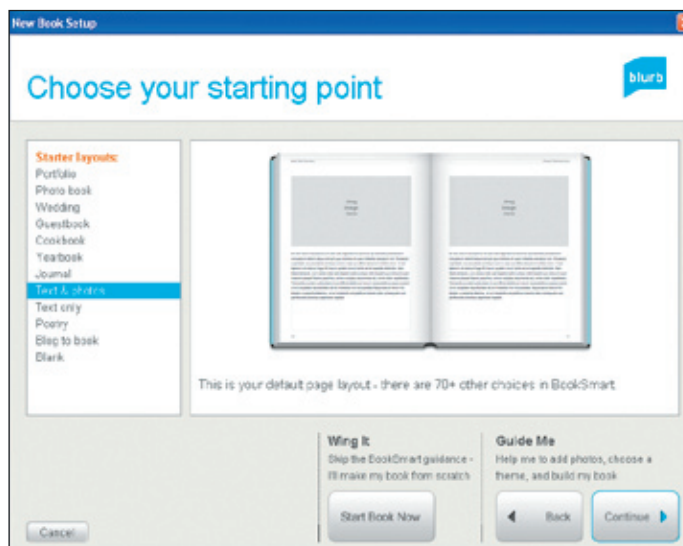 New Book Setup
Choose your starting point
blurb
Starter layouts:
Portfolio
Photo book
Wedding
Guestbook
Cookbook
Yearbook
Journal
Text & photos
Text only
Poetry
Blog to book
Blank
This is your default page layout - there are 70+ other choices in BookSmart.
Wing It
Skip the BookSmart guidance -
I'll make my book from scratch
Start Book Now
Guide Me
Help me to add photos, choose a
theme, and build my book
Back
Continue
Cancel